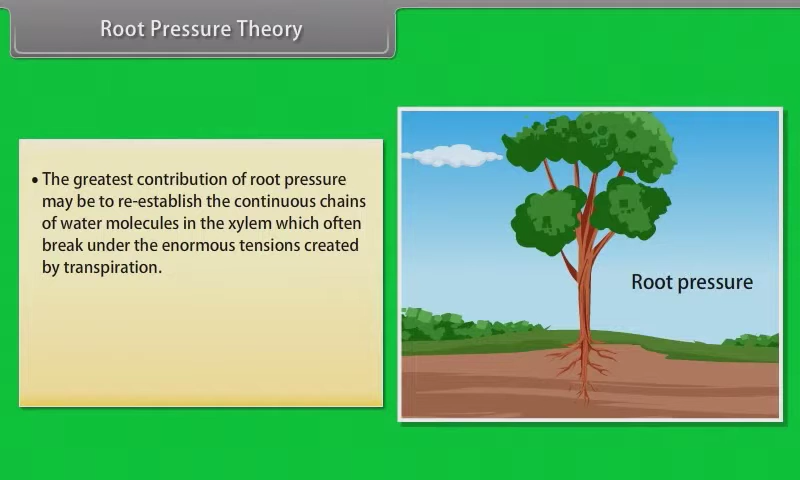 Root Pressure Theory
• The greatest contribution of root pressure
may be to re-establish the continuous chains
of water molecules in the xylem which often
break under the enormous tensions created
by transpiration.
Root pressure